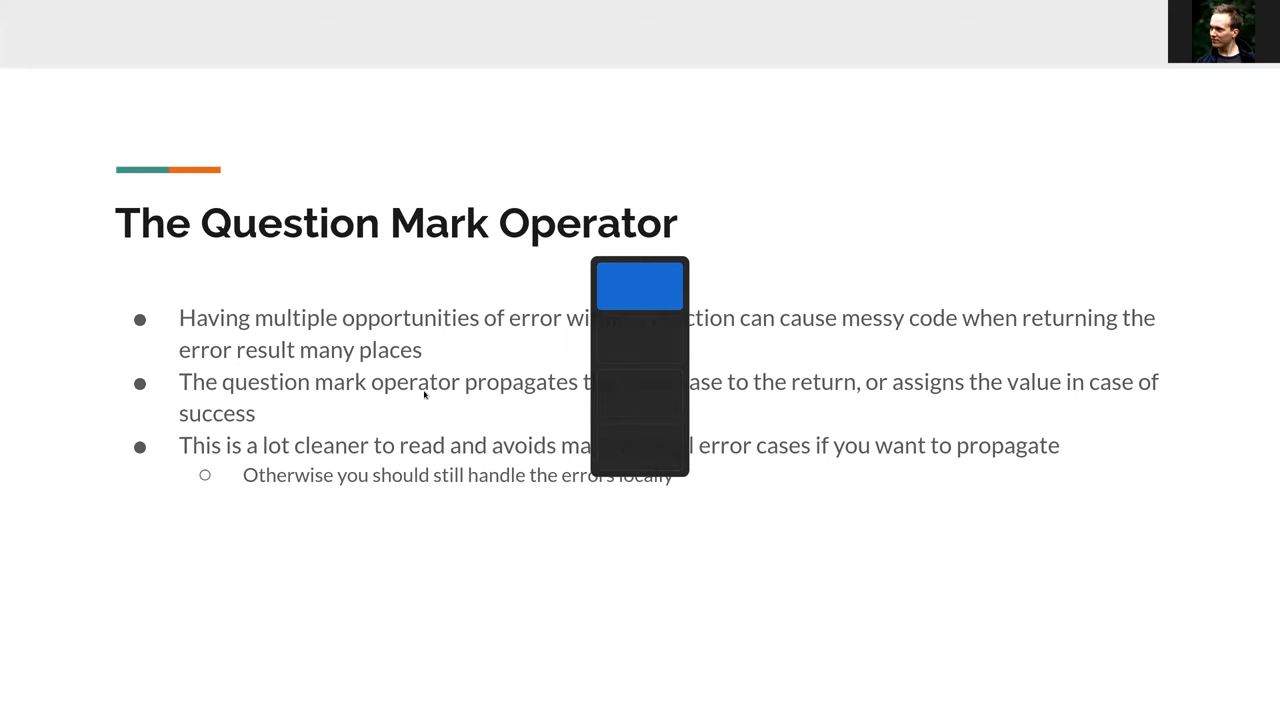 The Question Mark Operator
● Having multiple opportunities of error wi ction can cause messy code when returning the
error result many places
● The question mark operator propagates t ase to the return, or assigns the value in case of
success
● This is a lot cleaner to read and avoids ma l error cases if you want to propagate
○ Otherwise you should still handle the errors locally